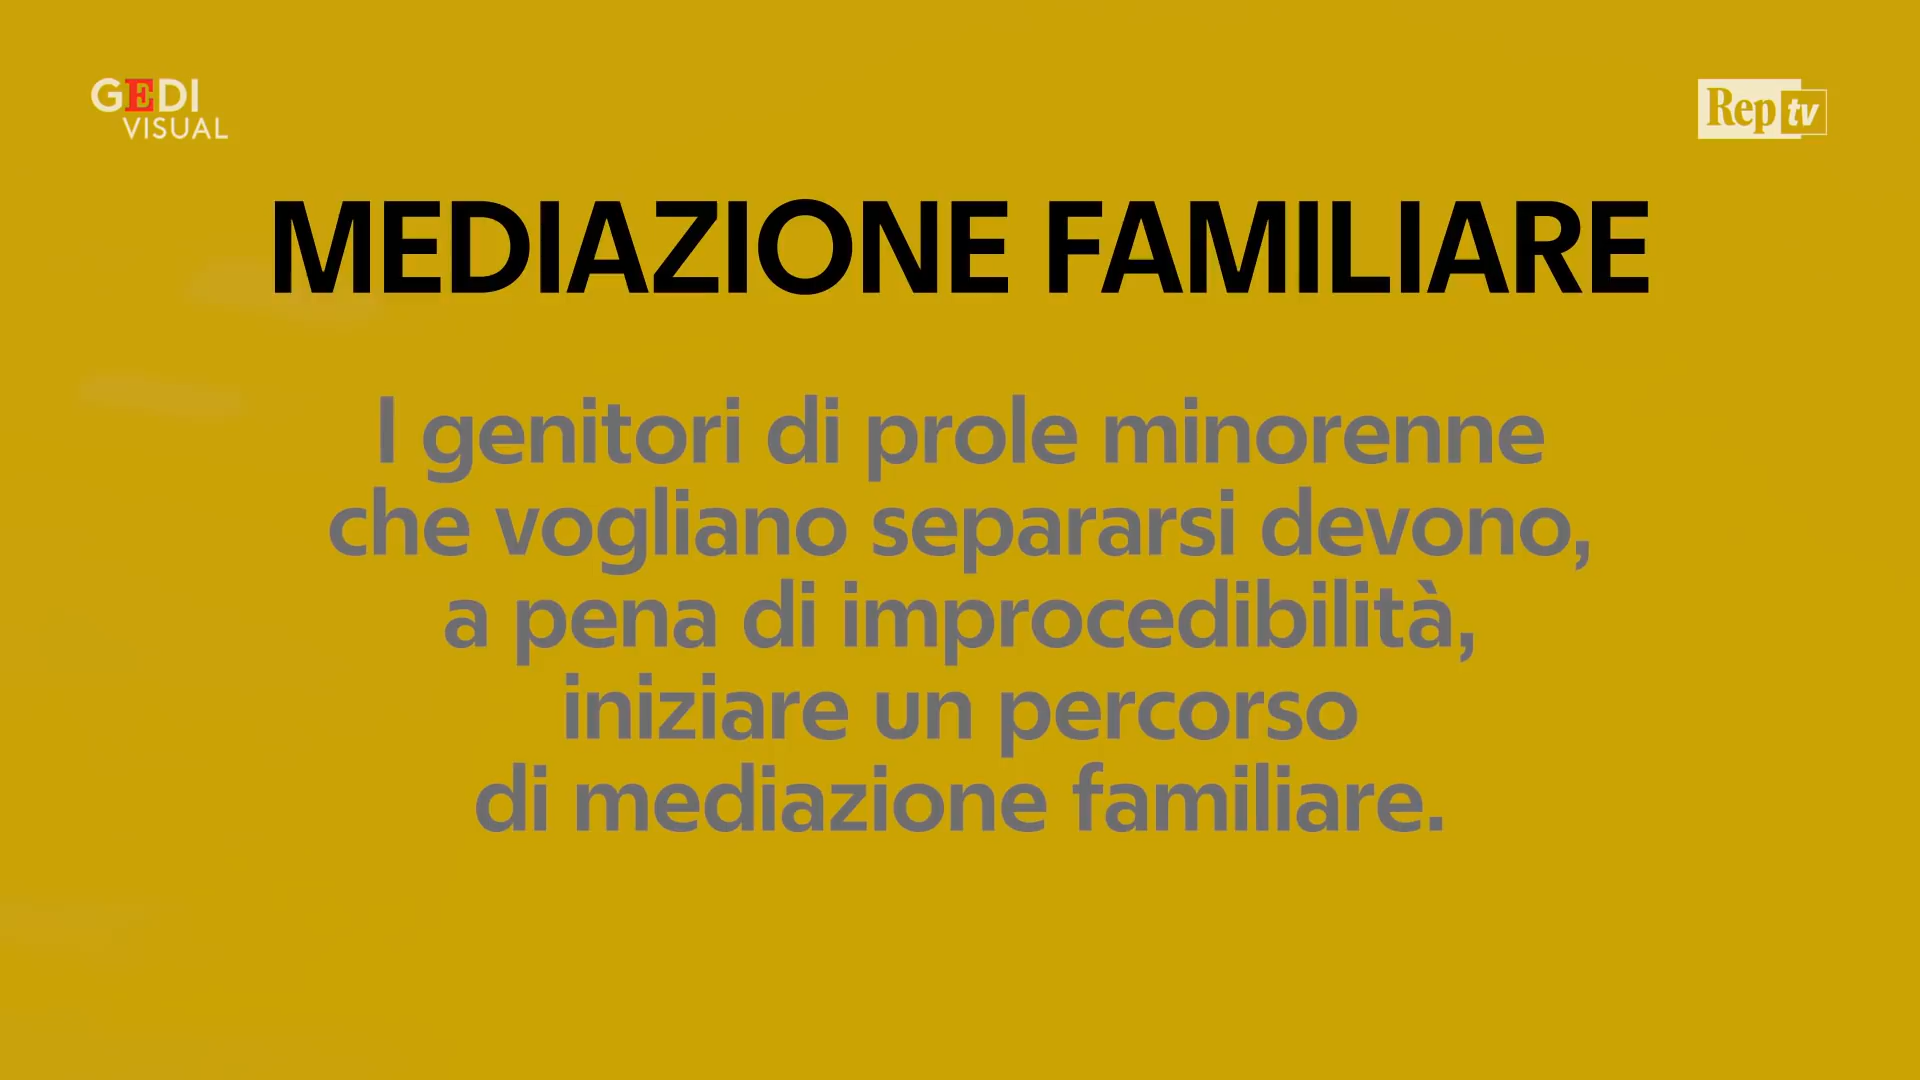 GEDI
VISUAL
Rep tv
MEDIAZIONE FAMILIARE
I genitori di prole minorenne
che vogliano separarsi devono,
a pena di improcedibilità,
iniziare un percorso
di mediazione familiare.